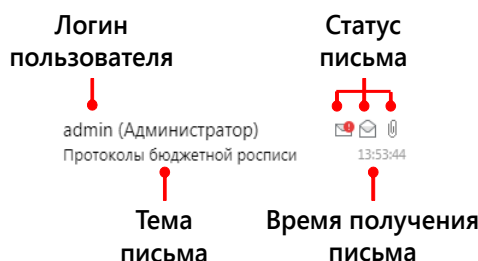 Логин
пользователя
Статус
письма
admin (Администратор)
Протоколы бюджетной росписи
13:53:44
Тема
письма
Время получения
письма